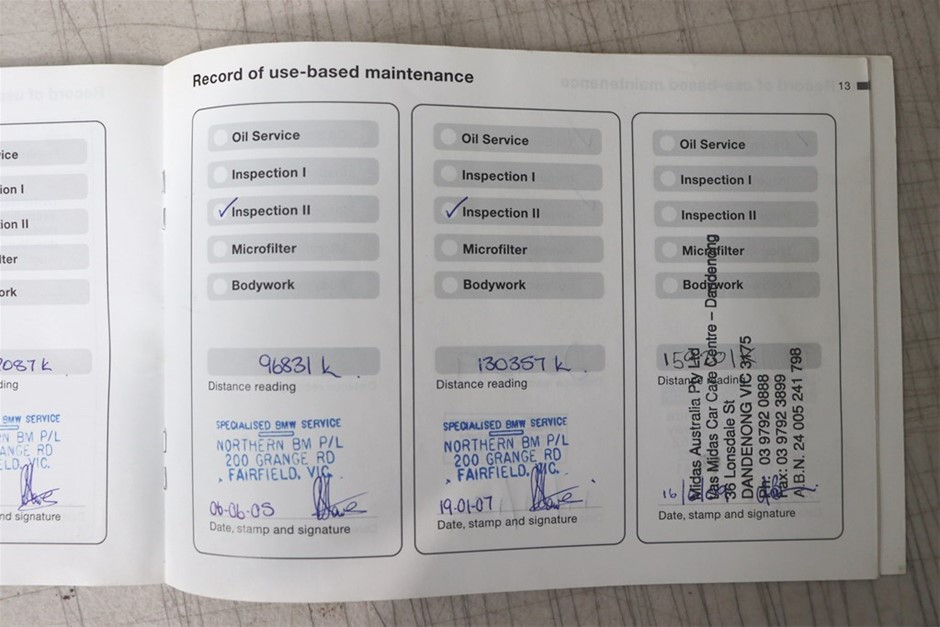 Record of use-based maintenance
13
ice
ion I
ion II
lter
ork
087 k
ding
BMW SERVICE
RN BM P/L
ANGE RD
ELD, VIC.
nd signature
Oil Service
Inspection I
✓ Inspection II
Microfilter
Bodywork
96831 k
Distance reading
SPECIALISED BMW SERVICE
NORTHERN BM P/L
200 GRANGE RD
FAIRFIELD, VIC.
06-06-05
Date, stamp and signature
Oil Service
Inspection I
✓ Inspection II
Microfilter
Bodywork
130357 k
Distance reading
SPECIALISED BMW SERVICE
NORTHERN BM P/L
200 GRANGE RD
FAIRFIELD, VIC.
19-01-07
Date, stamp and signature
Oil Service
Inspection I
Inspection II
Microfilter
Bodywork
Distance reading
Midas Australia Pty Ltd
Midas Car Care Centre – Dandenong
36 Lonsdale St
DANDENONG VIC 3175
Ph: 03 9792 0888
Fax: 03 9792 3899
A.B.N. 24 005 241 798
Date, stamp and signature